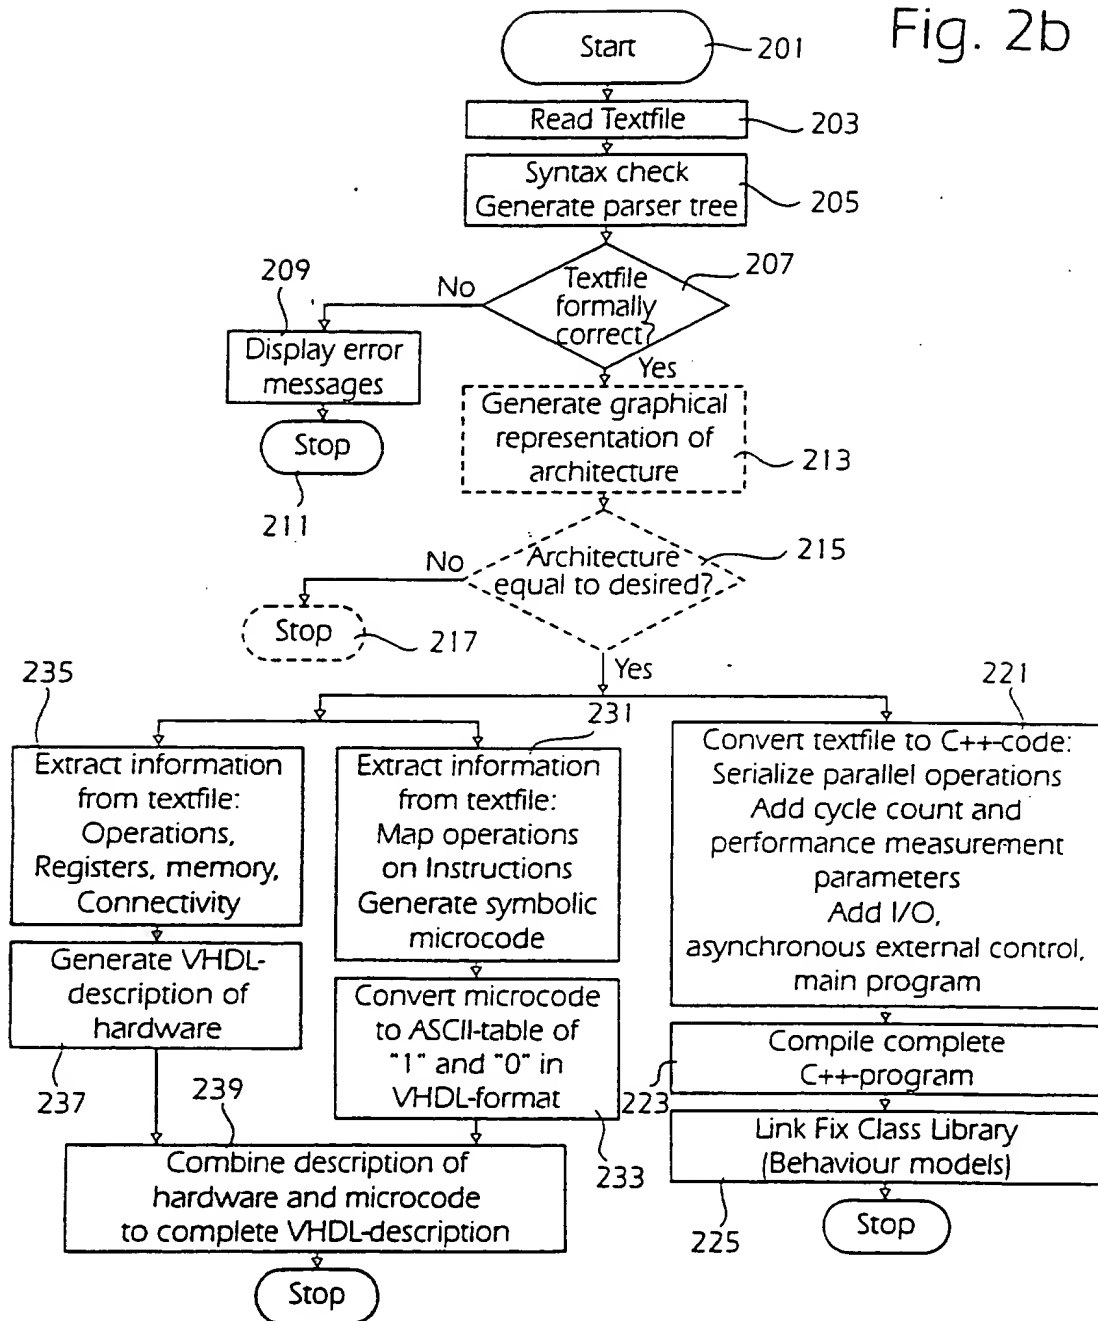 Fig. 2b
Start
201
Read Textfile
203
Syntax check
Generate parser tree
205
Textfile
formally
correct?
207
No
209
Display error
messages
Stop
211
Yes
Generate graphical
representation of
architecture
213
Architecture
equal to desired?
215
No
Stop
217
Yes
235
Extract information
from textfile:
Operations,
Registers, memory,
Connectivity
231
Extract information
from textfile:
Map operations
on Instructions
Generate symbolic
microcode
221
Convert textfile to C++-code:
Serialize parallel operations
Add cycle count and
performance measurement
parameters
Add I/O,
asynchronous external control,
main program
Generate VHDL-
description of
hardware
237
Convert microcode
to ASCII-table of
"1" and "0" in
VHDL-format
233
Compile complete
C++-program
223
Link Fix Class Library
(Behaviour models)
225
Stop
239
Combine description of
hardware and microcode
to complete VHDL-description
Stop